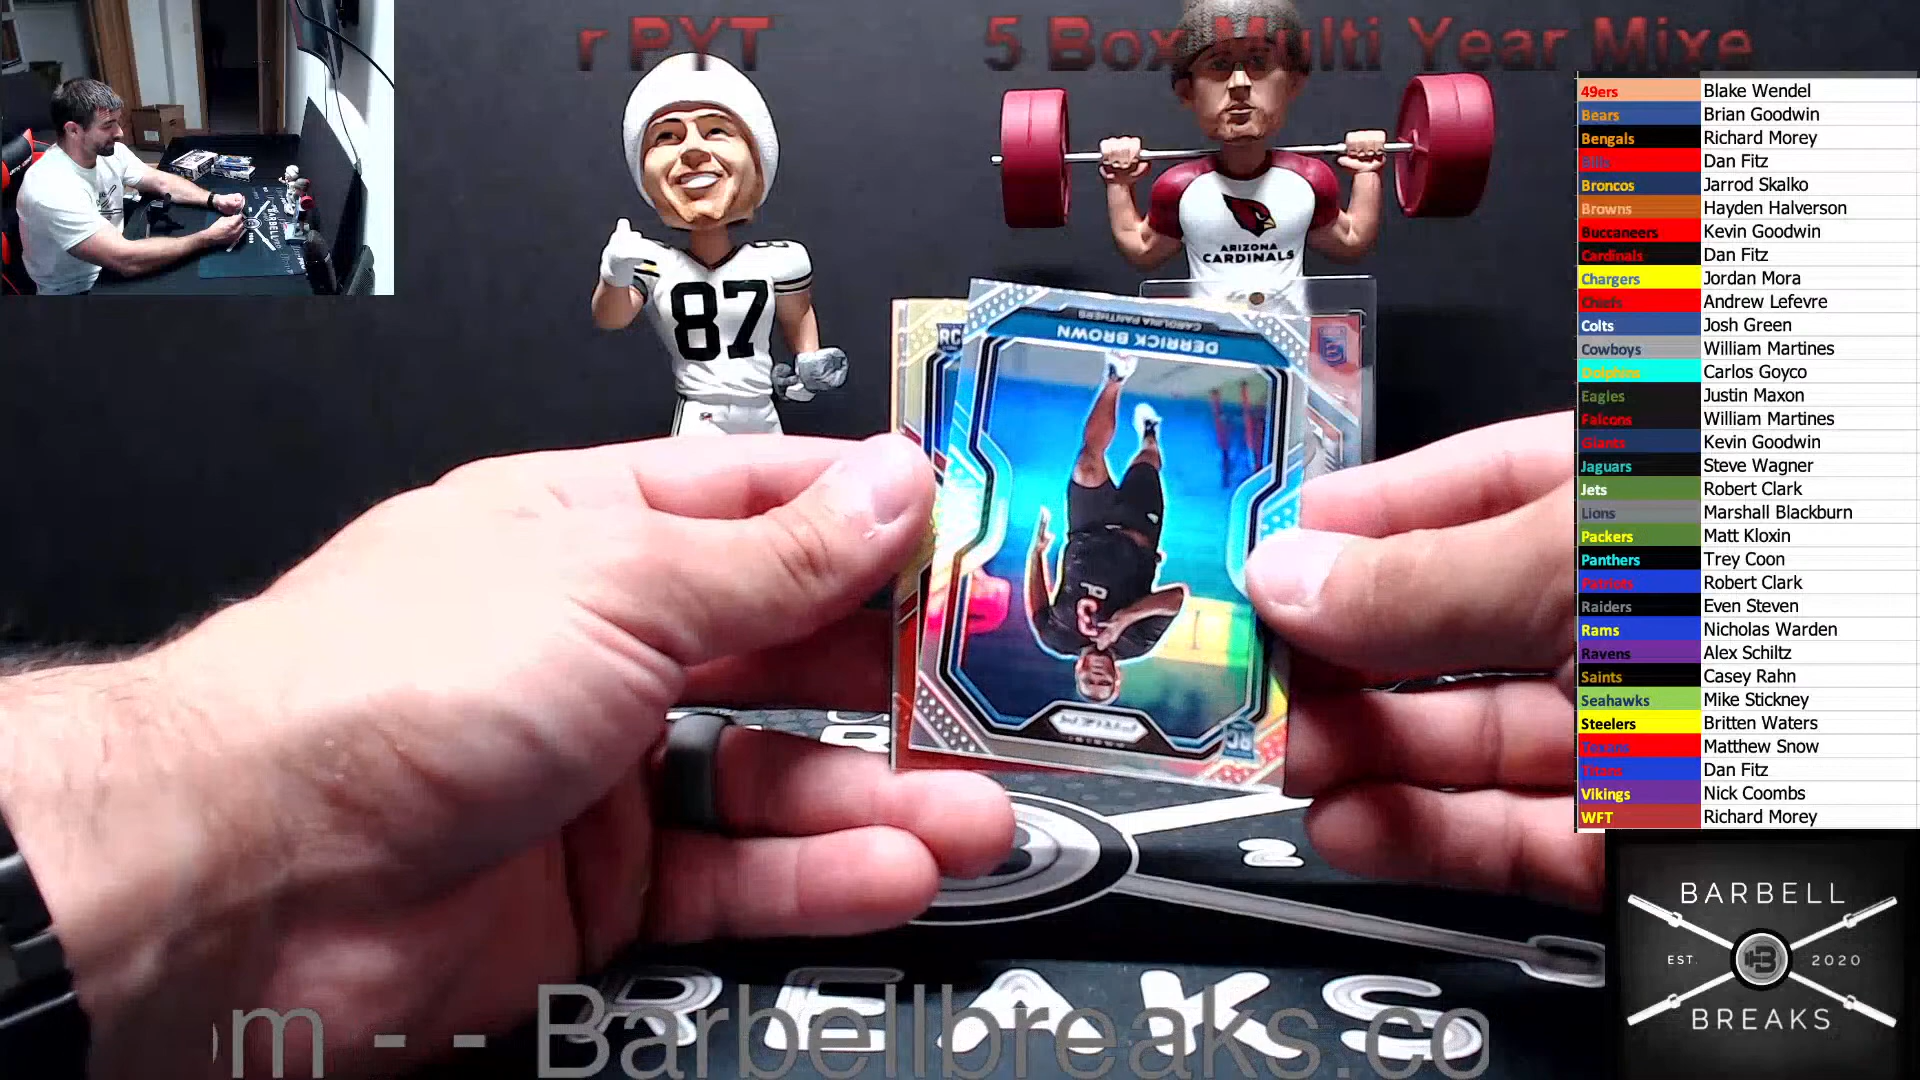 r PYT 5 Box Multi Year Mixe
49ers Blake Wendel
Bears Brian Goodwin
Bengals Richard Morey
Bills Dan Fitz
Broncos Jarrod Skalko
Browns Hayden Halverson
Buccaneers Kevin Goodwin
Cardinals Dan Fitz
Chargers Jordan Mora
Chiefs Andrew Lefevre
Colts Josh Green
Cowboys William Martines
Dolphins Carlos Goyco
Eagles Justin Maxon
Falcons William Martines
Giants Kevin Goodwin
Jaguars Steve Wagner
Jets Robert Clark
Lions Marshall Blackburn
Packers Matt Kloxin
Panthers Trey Coon
Patriots Robert Clark
Raiders Even Steven
Rams Nicholas Warden
Ravens Alex Schiltz
Saints Casey Rahn
Seahawks Mike Stickney
Steelers Britten Waters
Texans Matthew Snow
Titans Dan Fitz
Vikings Nick Coombs
WFT Richard Morey
87
ARIZONA
CARDINALS
RC
CAROLINA PANTHERS
DERRICK BROWN
PANINI
PRIZM
RC
BARBELL
2
BREAKS
m - - Barbellbreaks.co
BARBELL
EST. B 2020
BREAKS